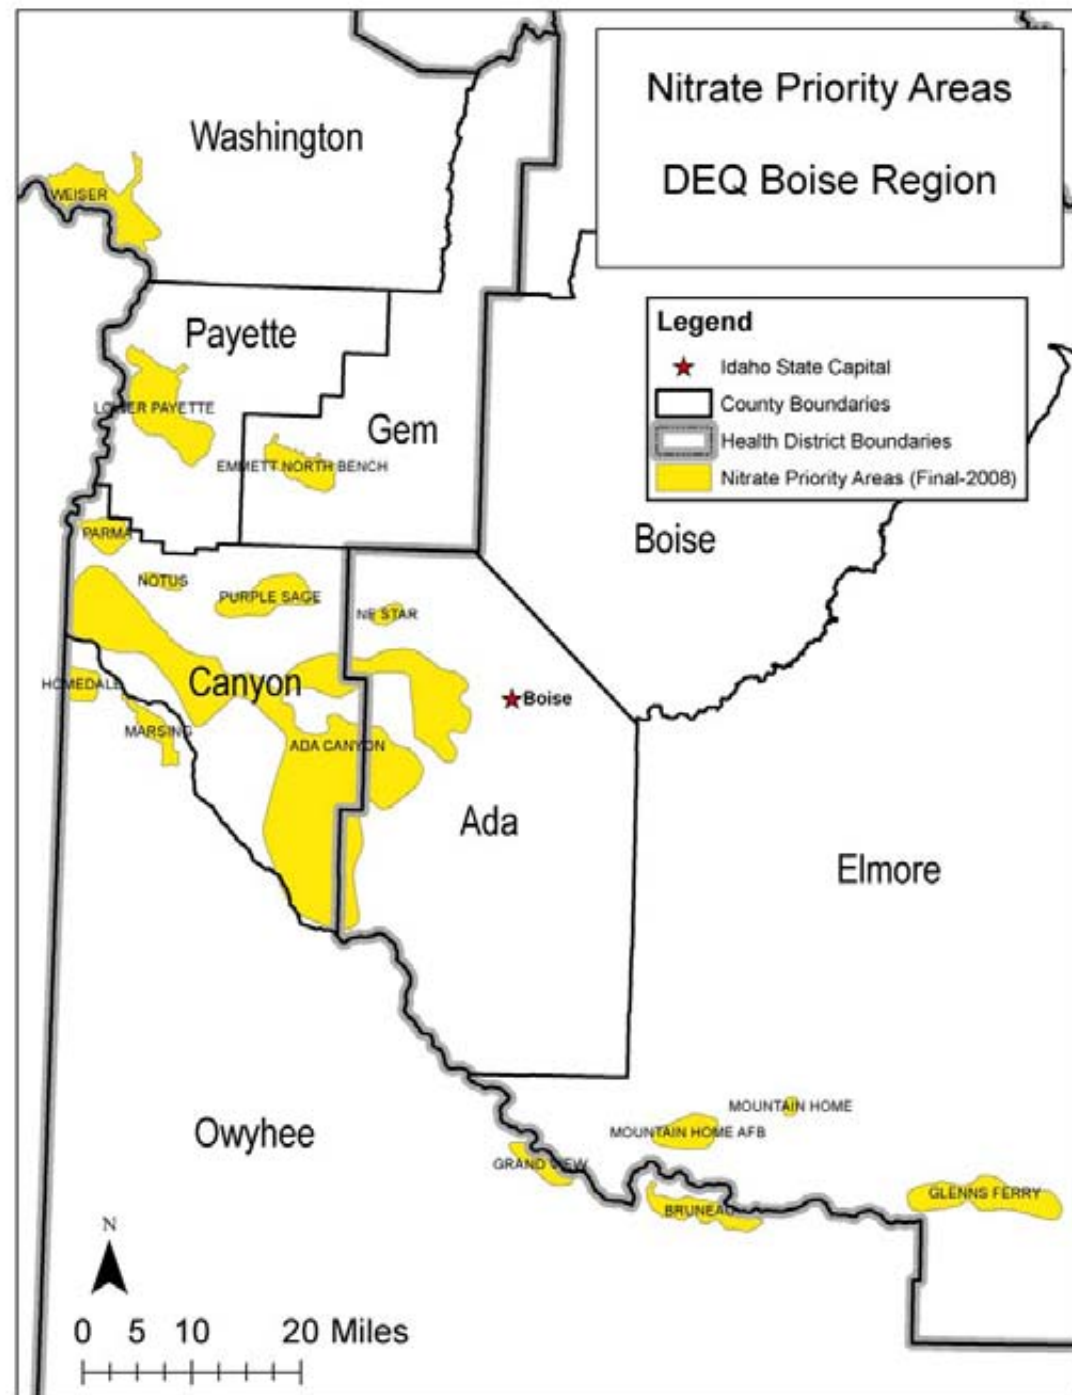 Nitrate Priority Areas
DEQ Boise Region
Washington
WEISER
Legend
Idaho State Capital
County Boundaries
Health District Boundaries
Nitrate Priority Areas (Final-2008)
Payette
LOWER PAYETTE
Gem
EMMETT NORTH BENCH
PARMA
Boise
NOTUS
PURPLE SAGE
NE STAR
HOMEDALE
Canyon
Boise
MARSING
ADA CANYON
Ada
Elmore
Owyhee
MOUNTAIN HOME
MOUNTAIN HOME AFB
GRAND VIEW
GLENNS FERRY
BRUNEAU
N
0 5 10 20 Miles